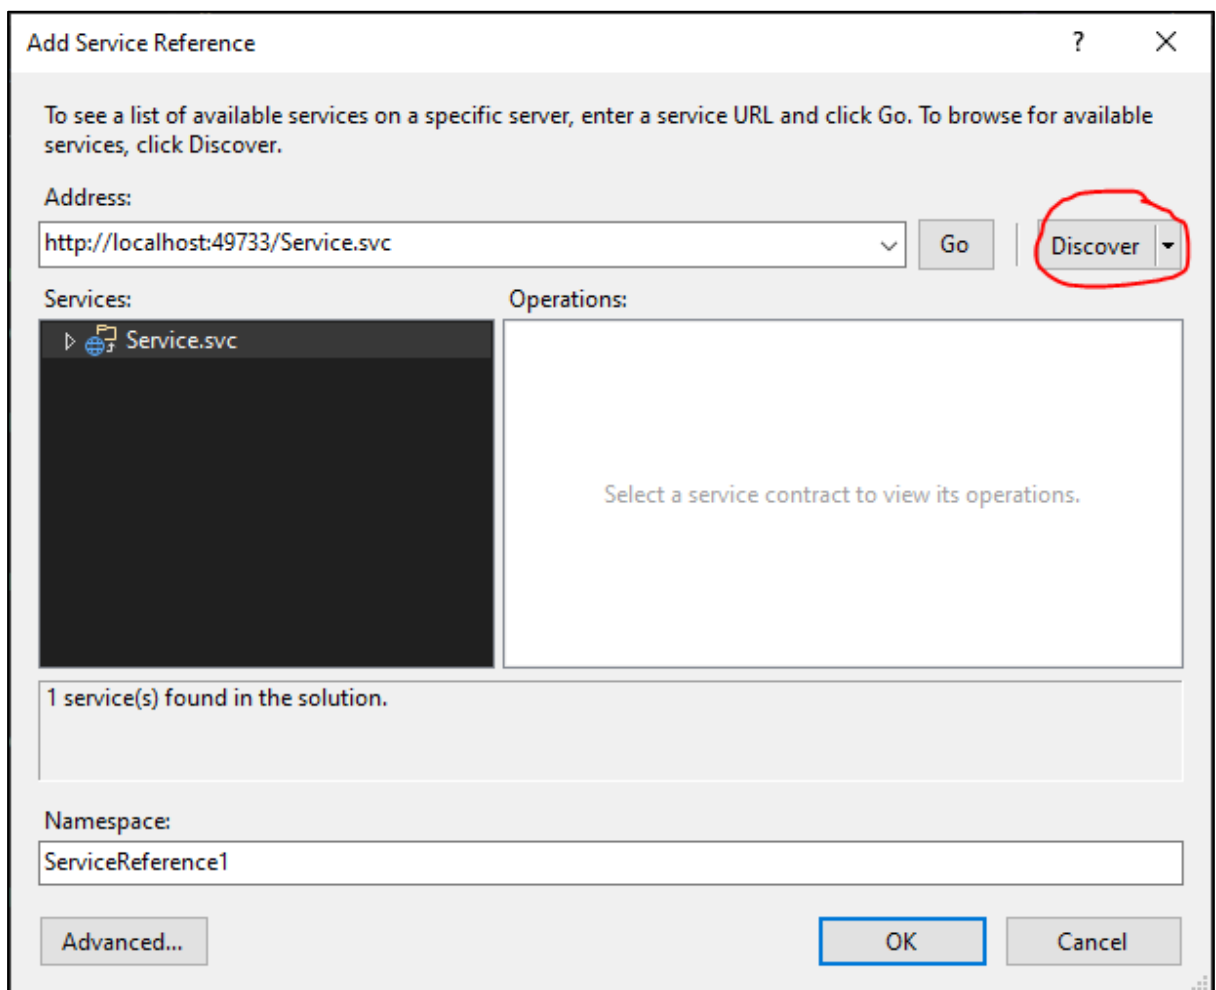 Add Service Reference
?
To see a list of available services on a specific server, enter a service URL and click Go. To browse for available
services, click Discover.
Address:
http://localhost:49733/Service.svc
Go
Discover
Services:
Operations:
Service.svc
Select a service contract to view its operations.
1 service(s) found in the solution.
Namespace:
ServiceReference1
Advanced...
OK
Cancel